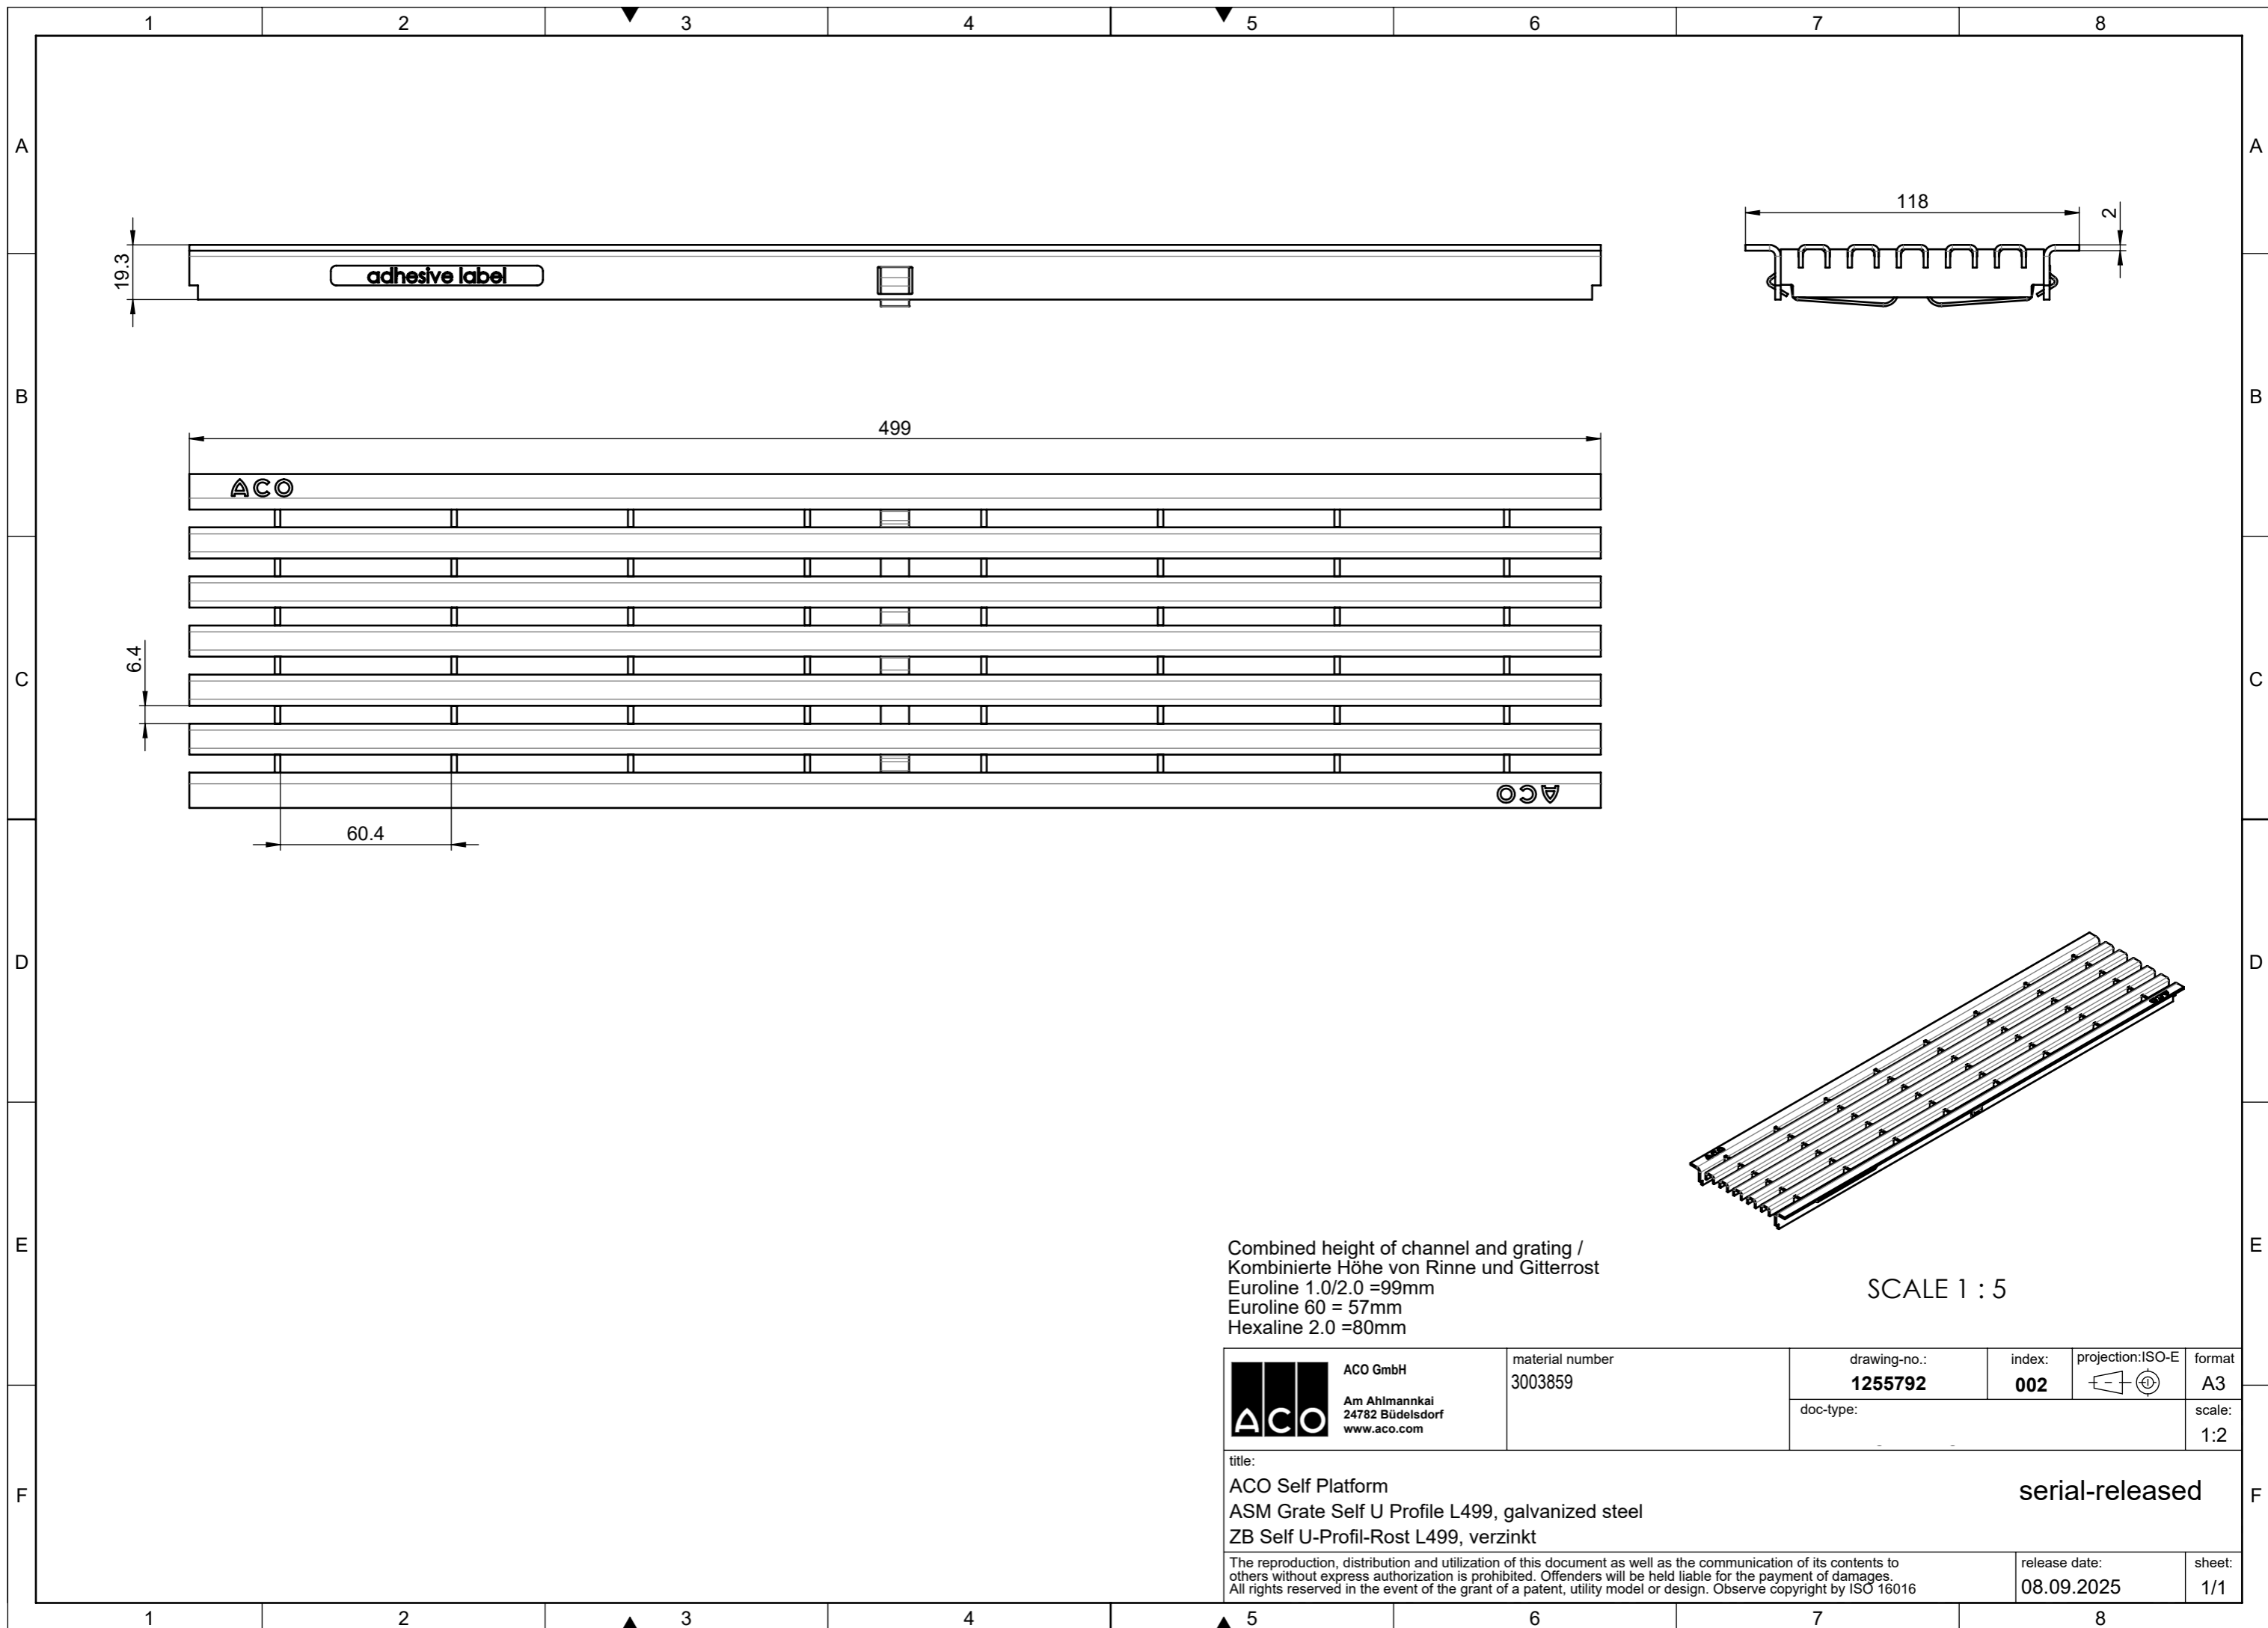 1 2 3 4 5 6 7 8
A A
118
2
19.3
adhesive label
B B
499
ACO
6.4
C C
ACO
60.4
D D
E E
Combined height of channel and grating /
Kombinierte Höhe von Rinne und Gitterrost
Euroline 1.0/2.0 =99mm
Euroline 60 = 57mm
Hexaline 2.0 =80mm
SCALE 1 : 5
ACO
ACO GmbH
Am Ahlmannkai
24782 Büdelsdorf
www.aco.com
material number
3003859
drawing-no.:
1255792
index:
002
projection:ISO-E
format
A3
doc-type:
scale:
1:2
title:
ACO Self Platform
ASM Grate Self U Profile L499, galvanized steel
ZB Self U-Profil-Rost L499, verzinkt
serial-released
F F
The reproduction, distribution and utilization of this document as well as the communication of its contents to
others without express authorization is prohibited. Offenders will be held liable for the payment of damages.
All rights reserved in the event of the grant of a patent, utility model or design. Observe copyright by ISO 16016
release date:
08.09.2025
sheet:
1/1
1 2 3 4 5 6 7 8